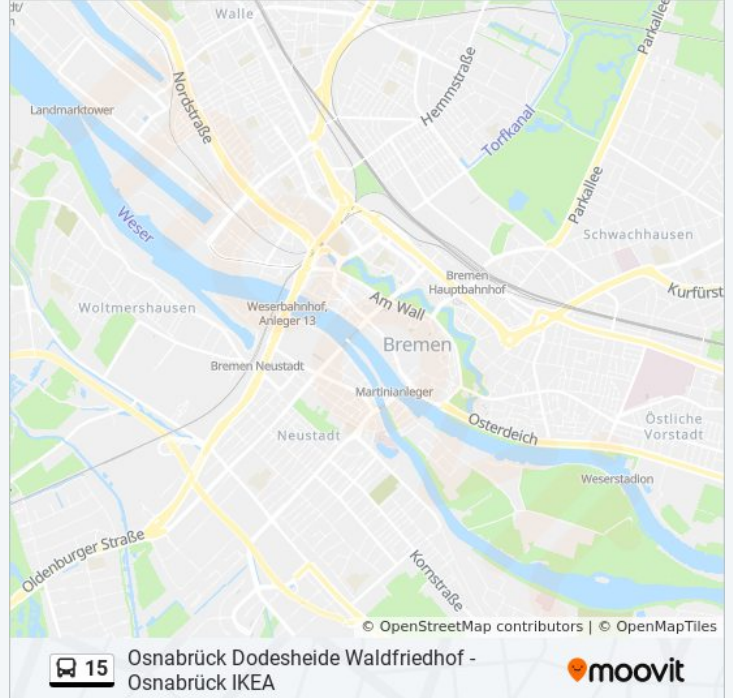 dt/
n
Walle
Parkallee
Hemmstraße
Nordstraße
Landmarktower
Torfkanal
Parkallee
Weser
Schwachhausen
Bremen
Hauptbahnhof
Kurfürst
Woltmershausen
Weserbahnhof,
Anleger 13
Am Wall
Bremen
Bremen Neustadt
Martinianleger
Osterdeich
Östliche
Vorstadt
Neustadt
Weserstadion
Oldenburger Straße
Kornstraße
© OpenStreetMap contributors | © OpenMapTiles
15
Osnabrück Dodesheide Waldfriedhof -
Osnabrück IKEA
moovit